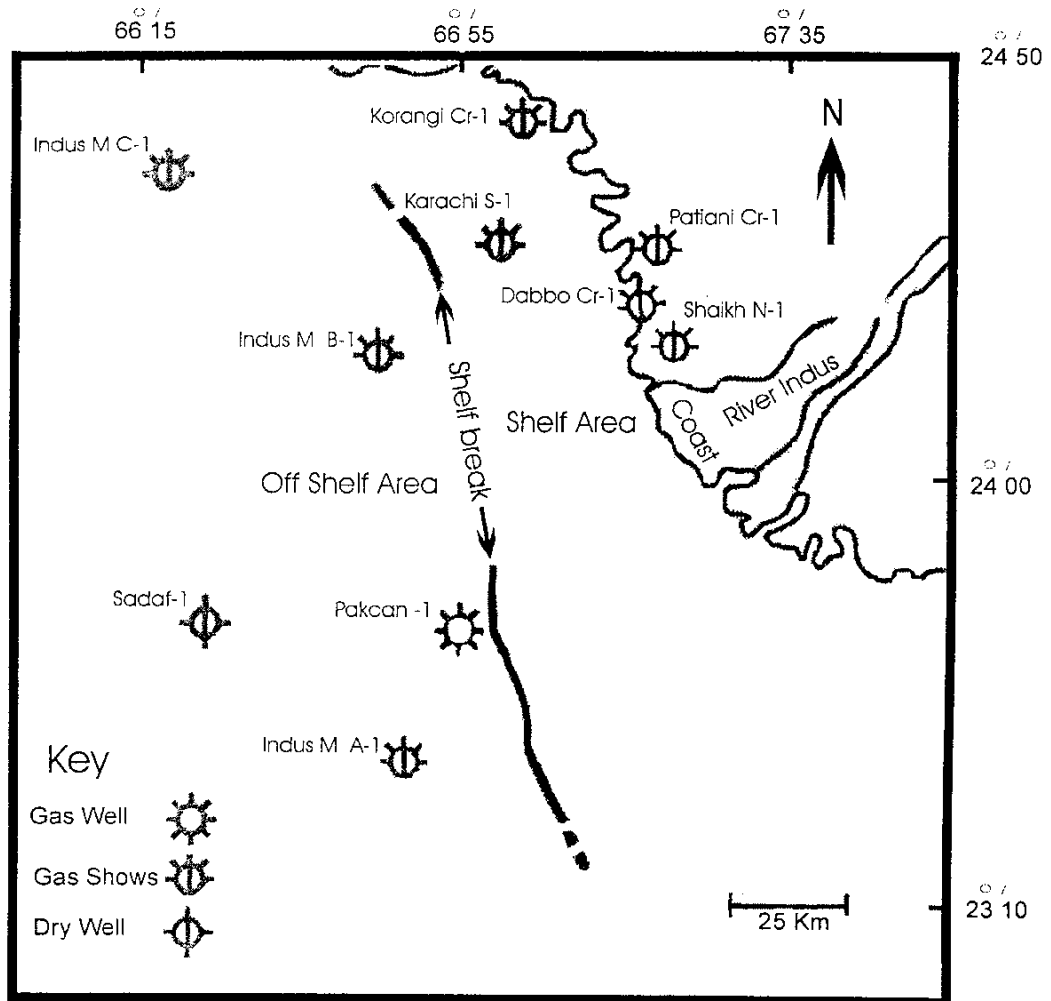 66° 15′
66° 55′
67° 35′
24° 50′
Korangi Cr-1
N
Indus M C-1
Karachi S-1
Patiani Cr-1
Dabbo Cr-1
Shaikh N-1
Indus M B-1
Shelf break
Shelf Area
Coast
River Indus
Off Shelf Area
24° 00′
Sadaf-1
Pakcan -1
Indus M A-1
Key
Gas Well
Gas Shows
Dry Well
25 Km
23° 10′